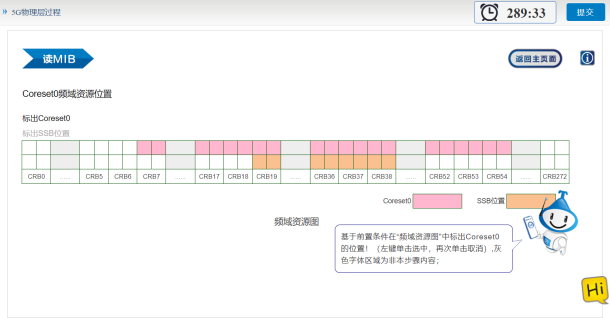 » 5G物理层过程
289:33
提交
读MIB
返回主页面
Coreset0频域资源位置
标出Coreset0
标出SSB位置
CRB0 ...... CRB5 CRB6 CRB7 ...... CRB17 CRB18 CRB19 ...... CRB36 CRB37 CRB38 ...... CRB52 CRB53 CRB54 ...... CRB272
Coreset0 SSB位置
频域资源图
基于前置条件在“频域资源图”中标出Coreset0
的位置！（左键单击选中，再次单击取消）,灰
色字体区域为非本步骤内容；
Hi